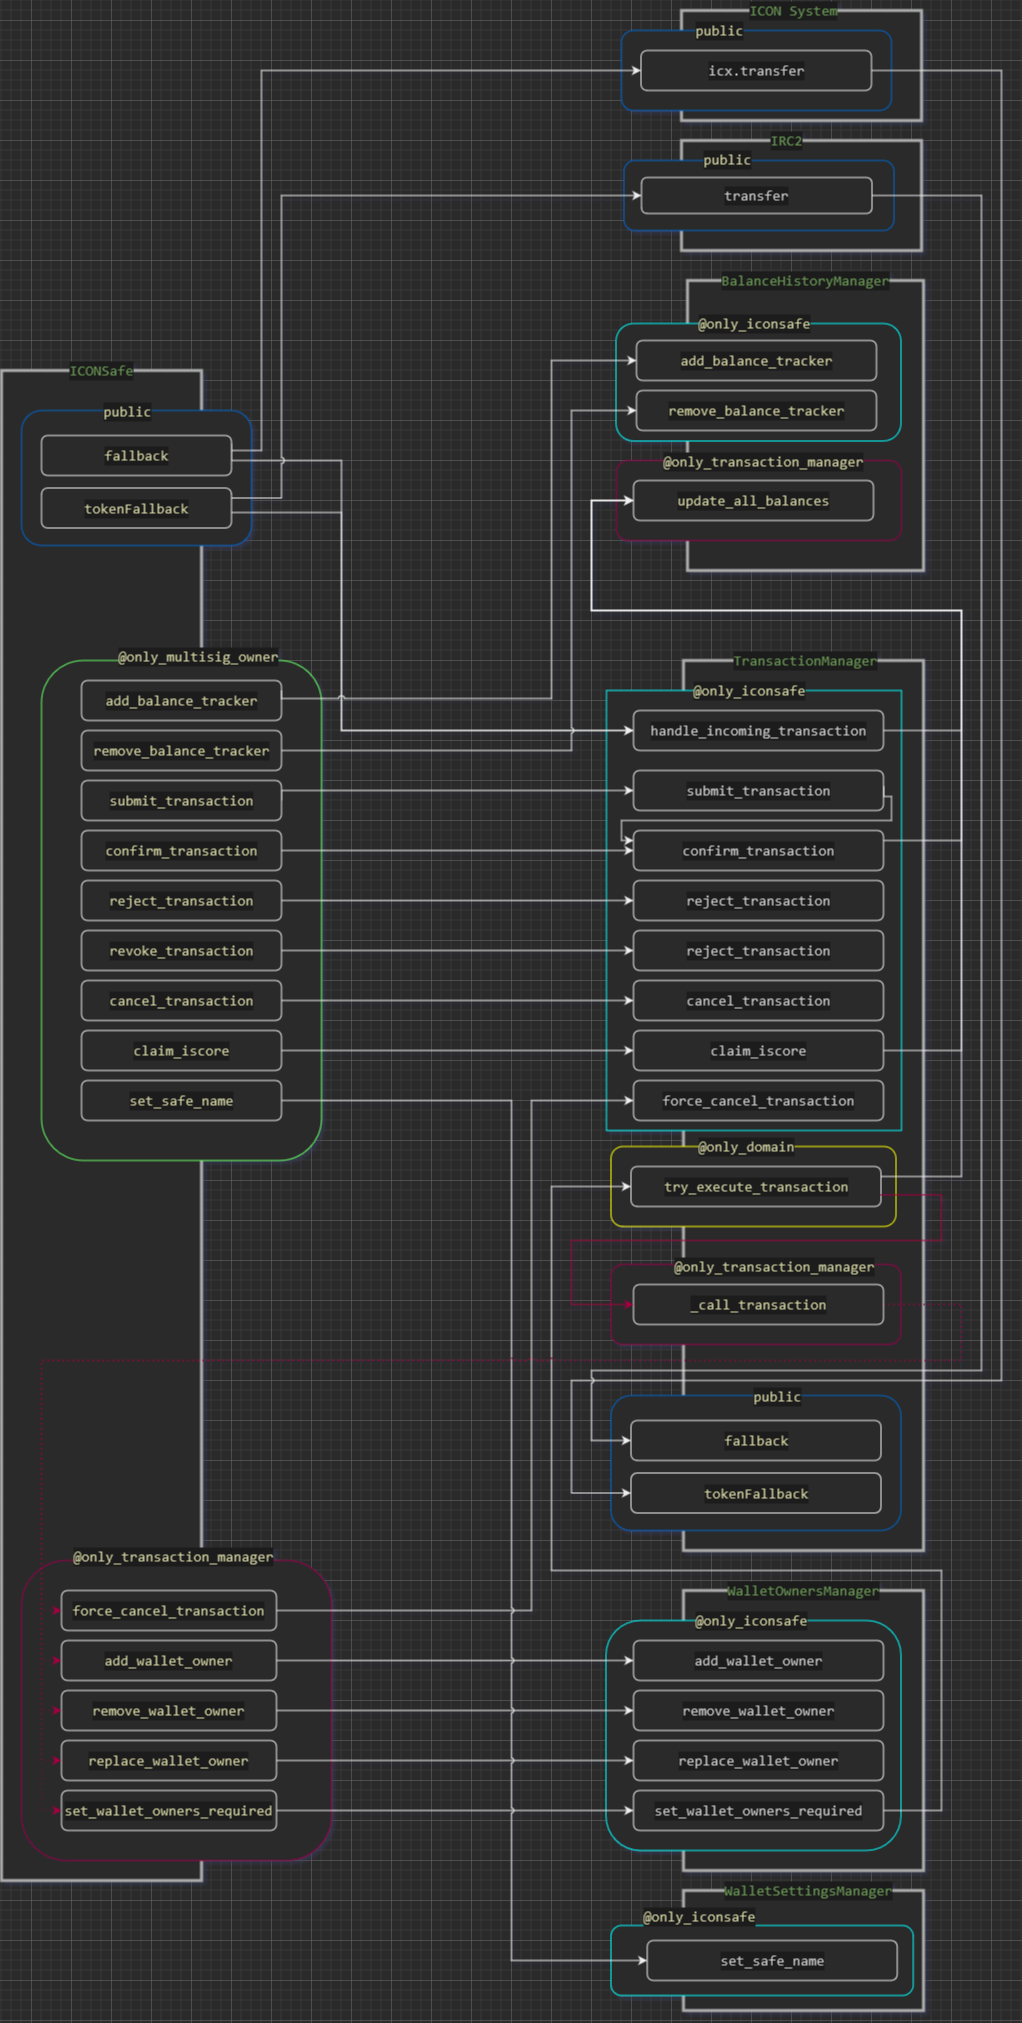 ICON System
public
icx.transfer
IRC2
public
transfer
BalanceHistoryManager
@only_iconsafe
add_balance_tracker
remove_balance_tracker
@only_transaction_manager
update_all_balances
ICONSafe
public
fallback
tokenFallback
@only_multisig_owner
add_balance_tracker
remove_balance_tracker
submit_transaction
confirm_transaction
reject_transaction
revoke_transaction
cancel_transaction
claim_iscore
set_safe_name
TransactionManager
@only_iconsafe
handle_incoming_transaction
submit_transaction
confirm_transaction
reject_transaction
reject_transaction
cancel_transaction
claim_iscore
force_cancel_transaction
@only_domain
try_execute_transaction
@only_transaction_manager
_call_transaction
public
fallback
tokenFallback
@only_transaction_manager
force_cancel_transaction
add_wallet_owner
remove_wallet_owner
replace_wallet_owner
set_wallet_owners_required
WalletOwnersManager
@only_iconsafe
add_wallet_owner
remove_wallet_owner
replace_wallet_owner
set_wallet_owners_required
WalletSettingsManager
@only_iconsafe
set_safe_name